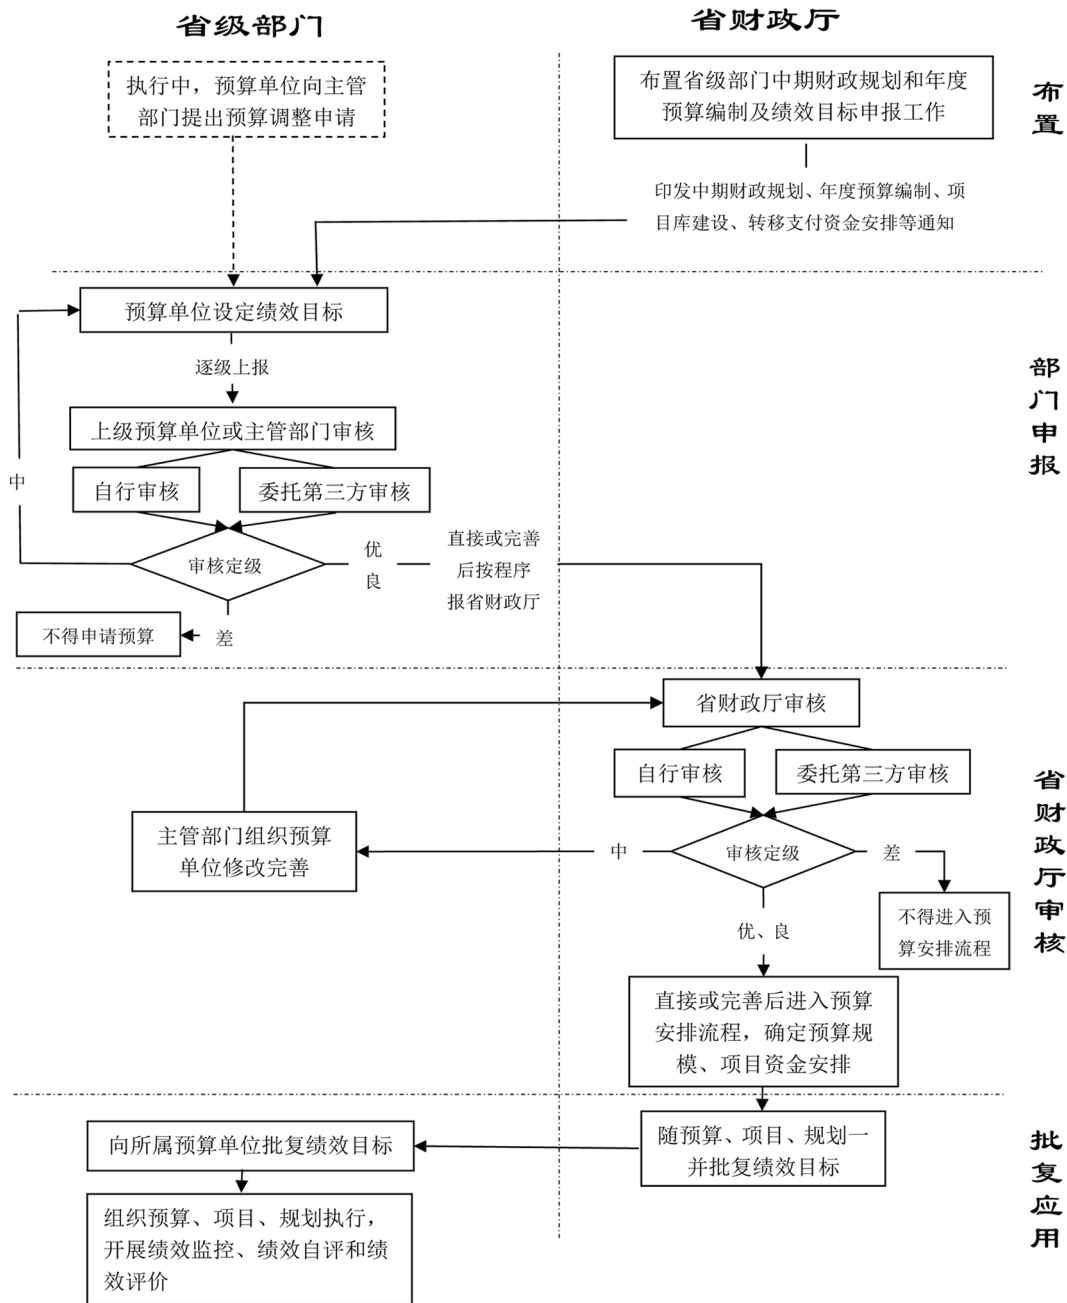 省级部门
省财政厅
执行中，预算单位向主管
部门提出预算调整申请
布置省级部门中期财政规划和年度
预算编制及绩效目标申报工作
布
置
印发中期财政规划、年度预算编制、项
目库建设、转移支付资金安排等通知
预算单位设定绩效目标
逐级上报
上级预算单位或主管部门审核
自行审核
委托第三方审核
中
审核定级
优
良
直接或完善
后按程序
报省财政厅
差
不得申请预算
部
门
申
报
省财政厅审核
自行审核
委托第三方审核
审核定级
中
差
主管部门组织预算
单位修改完善
不得进入预
算安排流程
优、良
直接或完善后进入预算
安排流程，确定预算规
模、项目资金安排
省
财
政
厅
审
核
随预算、项目、规划一
并批复绩效目标
向所属预算单位批复绩效目标
组织预算、项目、规划执行，
开展绩效监控、绩效自评和绩
效评价
批
复
应
用